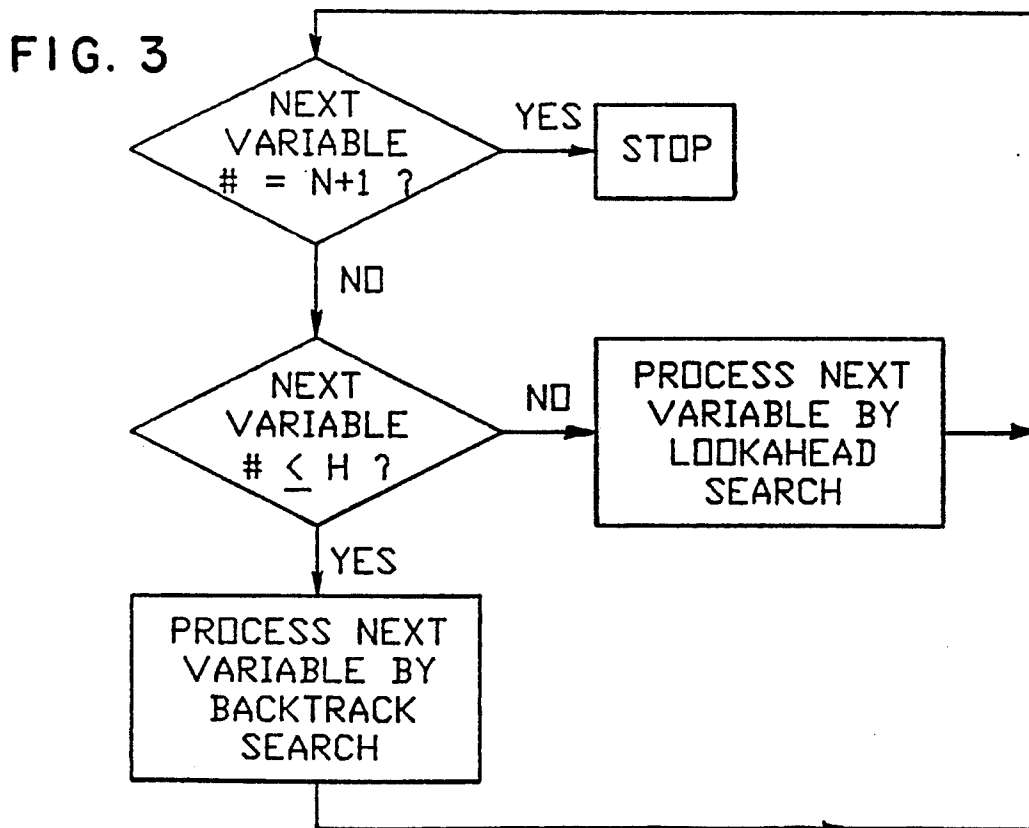 FIG. 3
NEXT
VARIABLE
# = N+1 ?
YES
STOP
NO
NEXT
VARIABLE
# ≤ H ?
NO
PROCESS NEXT
VARIABLE BY
LOOKAHEAD
SEARCH
YES
PROCESS NEXT
VARIABLE BY
BACKTRACK
SEARCH